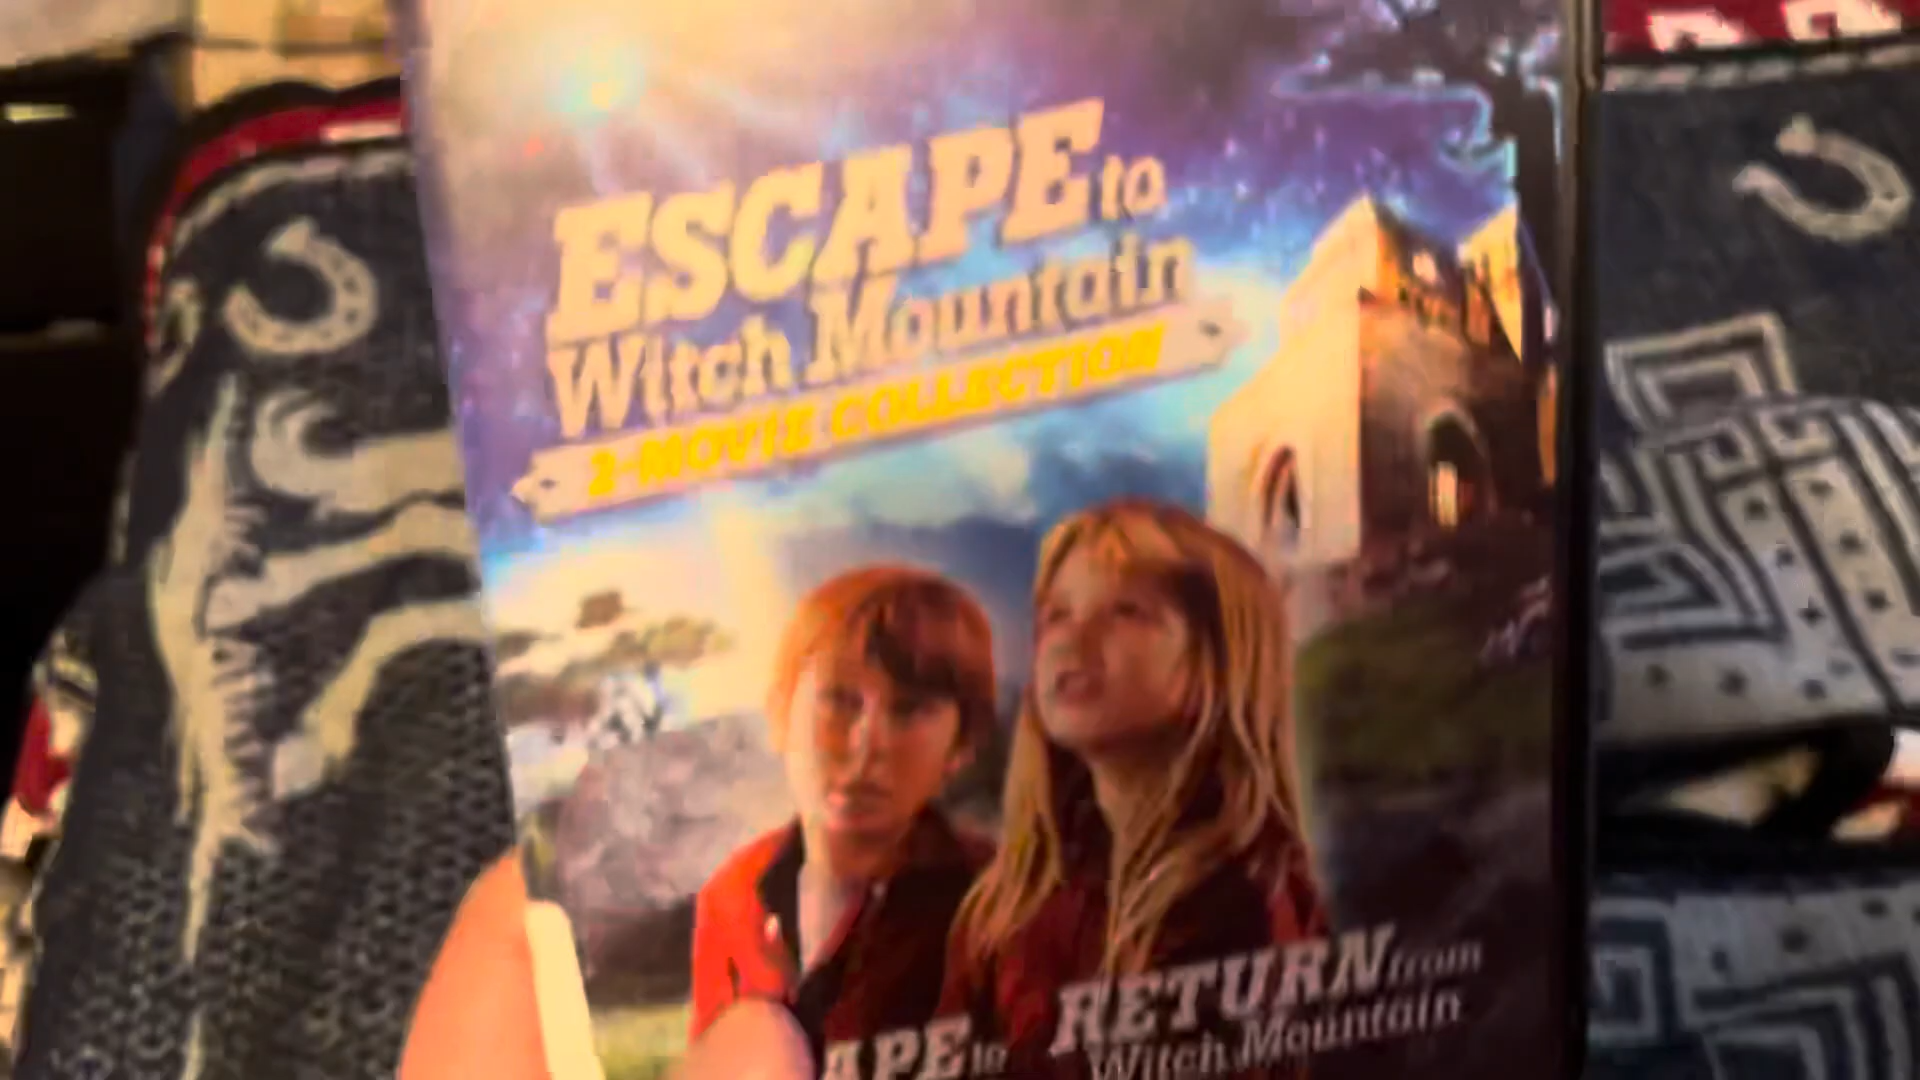 ESCAPE to
Witch Mountain
2-MOVIE COLLECTION
RETURN from
APE to
Witch Mountain